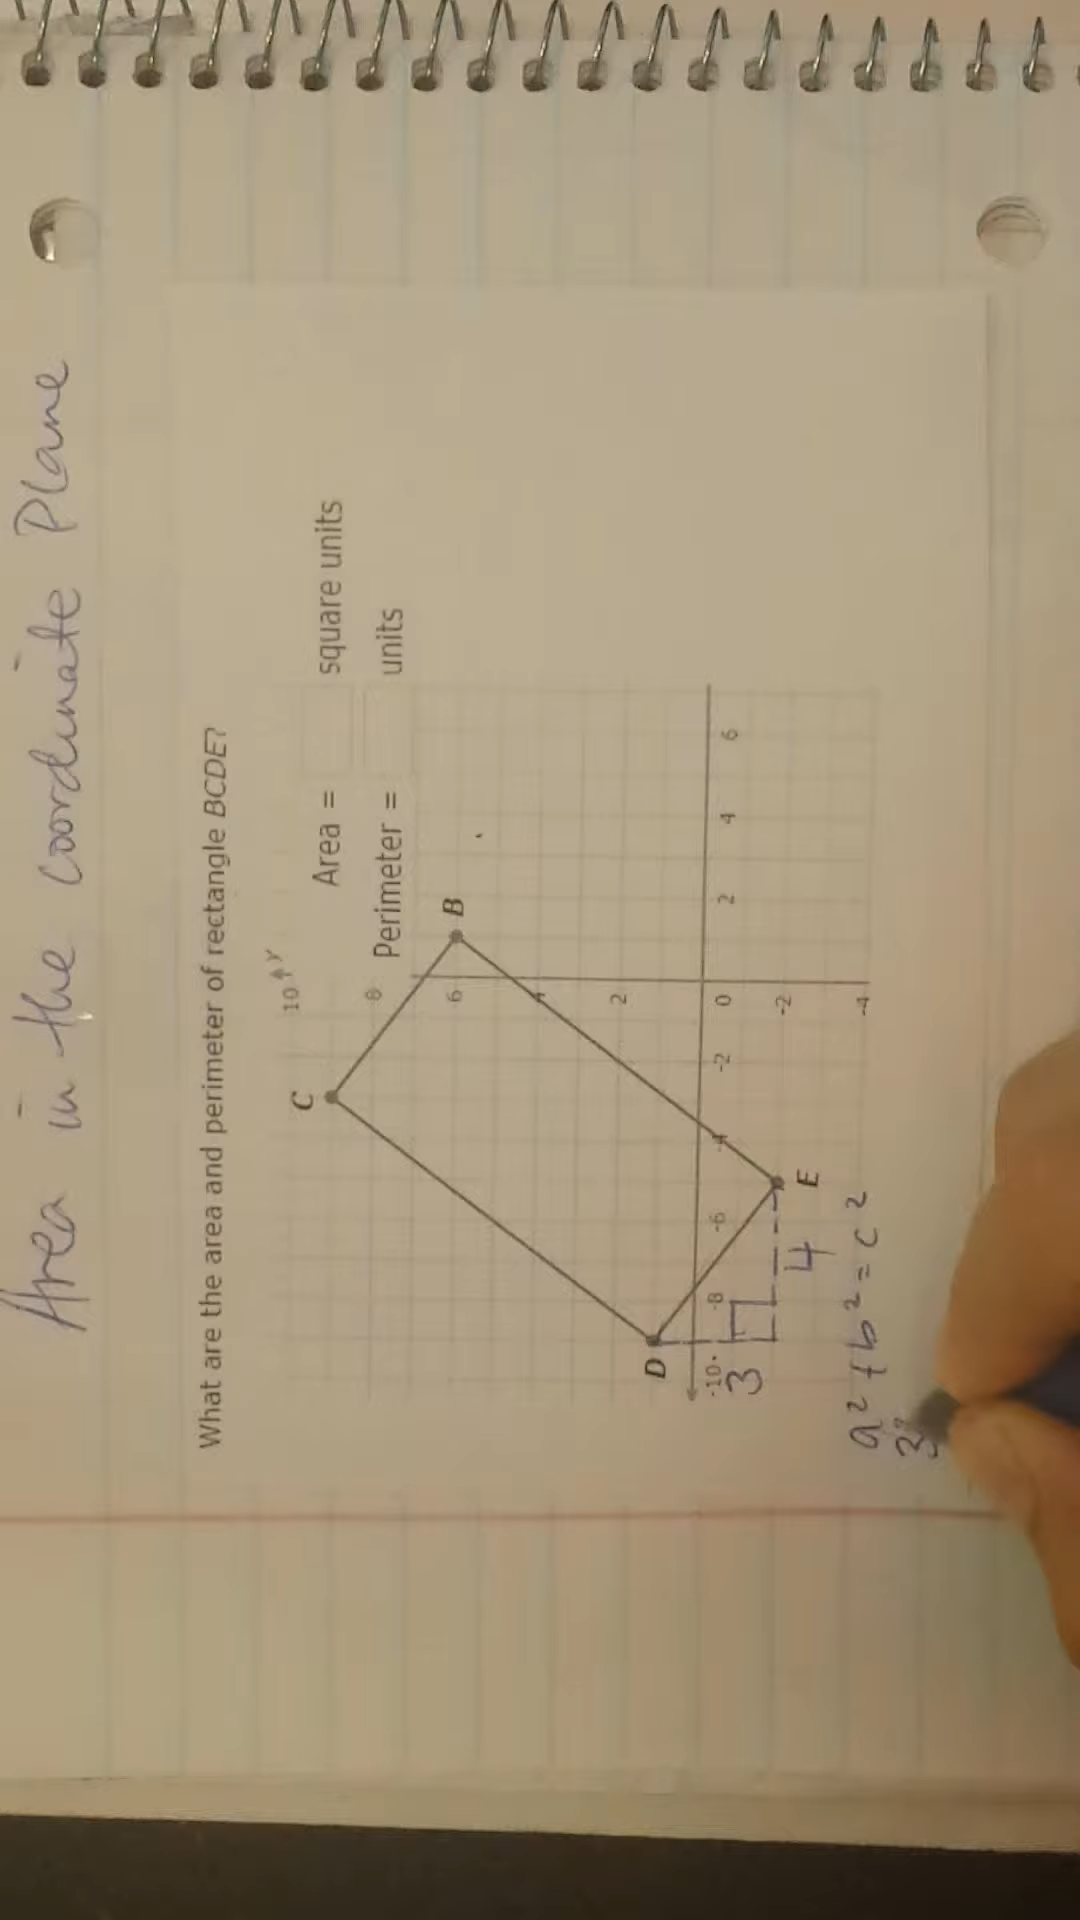 Area in the coordinate Plane
What are the area and perimeter of rectangle BCDE?
10 y
C
Area = square units
8
Perimeter = units
6
B
4
2
D
-10 -8 -6 -4 -2 0 2 4 6
3
-2
E
4
-4
a² + b² = c²
3²